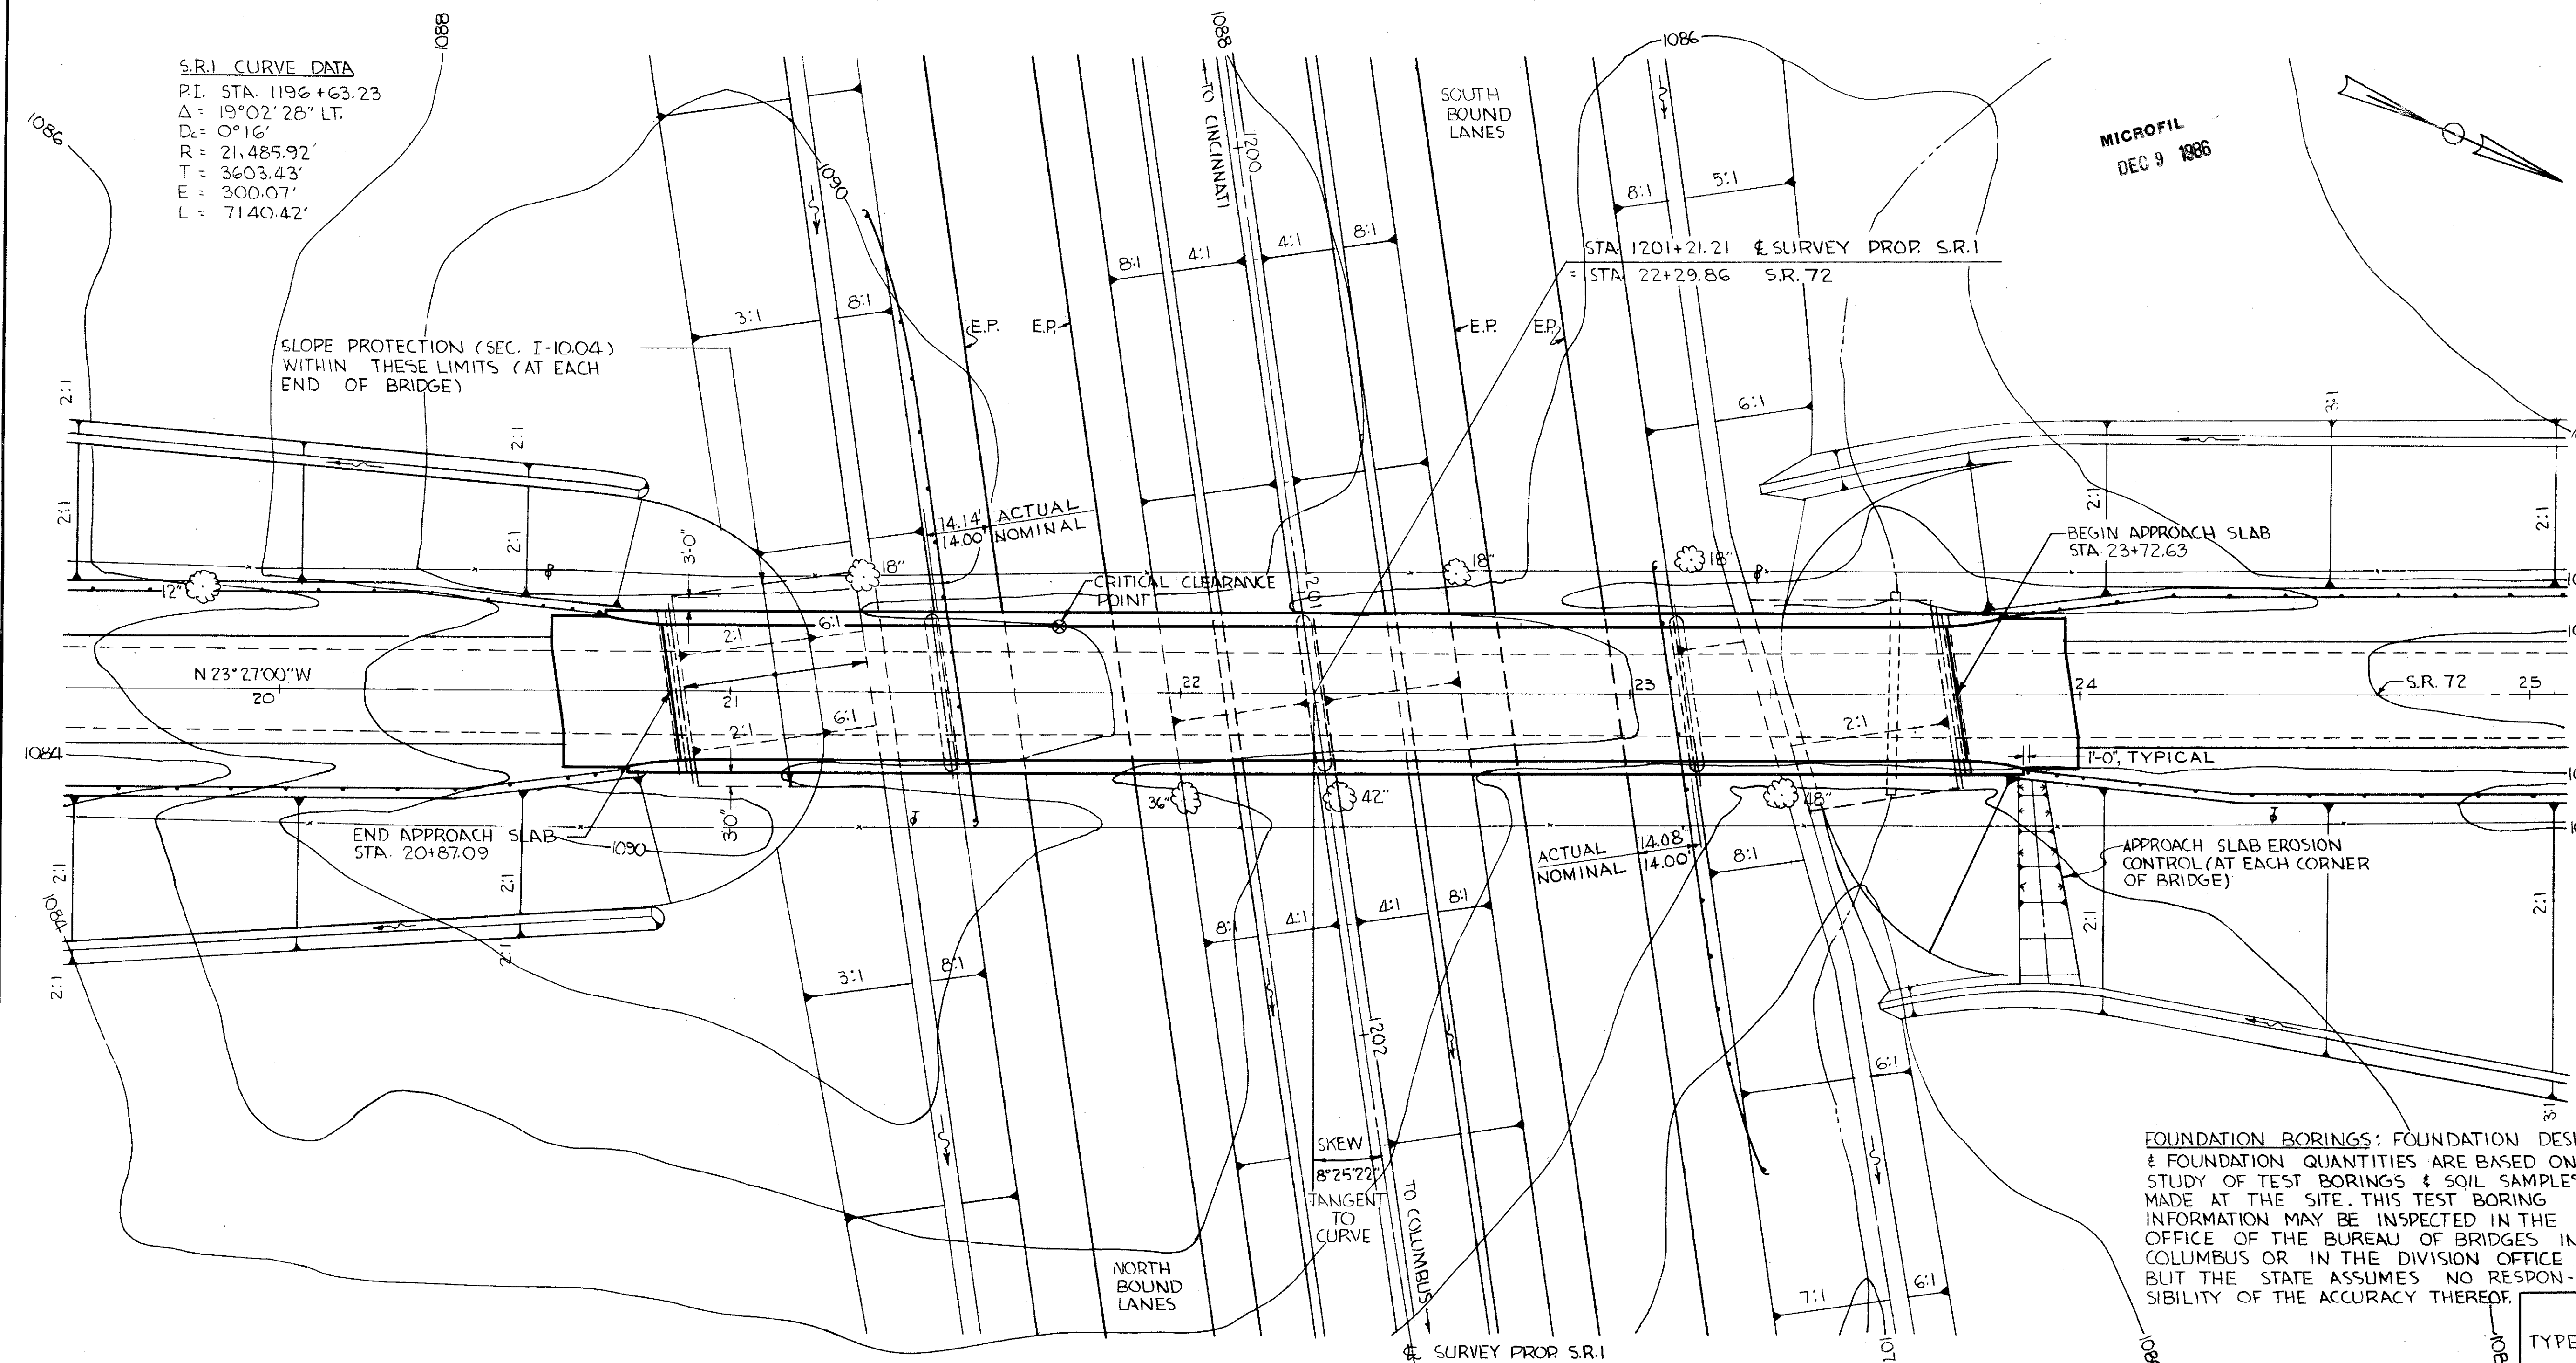 S.R.1 CURVE DATA
P.I. STA. 1196+63.23
Δ = 19°02'28" LT.
Dc = 0°16'
R = 21,485.92'
T = 3603.43'
E = 300.07'
L = 7140.42'
1088
1086
1088
TO CINCINNATI
1200
1090
SOUTH
BOUND
LANES
1086
MICROFIL
DEC 9 1986
8:1
5:1
8:1
4:1
4:1
8:1
STA. 1201+21.21 ℄ SURVEY PROP. S.R.1
= STA. 22+29.86 S.R. 72
3:1
8:1
E.P.
E.P.
E.P.
E.P.
SLOPE PROTECTION (SEC. I-10.04)
WITHIN THESE LIMITS (AT EACH
END OF BRIDGE)
6:1
3:1
2:1
2:1
2:1
2:1
2:1
2:1
14.14' ACTUAL
14.00' NOMINAL
3'-0"
BEGIN APPROACH SLAB
STA. 23+72.63
12"
18"
18"
18"
CRITICAL CLEARANCE
POINT
1201
2:1
6:1
N 23°27'00" W
20
21
22
23
24
25
S.R. 72
2:1
6:1
2:1
1084
1'-0", TYPICAL
36"
42"
48"
3'-0"
END APPROACH SLAB
STA. 20+87.09
1090
ACTUAL 14.08'
NOMINAL 14.00'
8:1
APPROACH SLAB EROSION
CONTROL (AT EACH CORNER
OF BRIDGE)
2:1
2:1
2:1
2:1
1084
8:1
4:1
4:1
8:1
2:1
2:1
3:1
8:1
1202
6:1
3:1
SKEW
8°25'22"
TANGENT
TO
CURVE
TO COLUMBUS
NORTH
BOUND
LANES
7:1
6:1
FOUNDATION BORINGS: FOUNDATION DESI
& FOUNDATION QUANTITIES ARE BASED ON
STUDY OF TEST BORINGS & SOIL SAMPLES
MADE AT THE SITE. THIS TEST BORING
INFORMATION MAY BE INSPECTED IN THE
OFFICE OF THE BUREAU OF BRIDGES IN
COLUMBUS OR IN THE DIVISION OFFICE
BUT THE STATE ASSUMES NO RESPON-
SIBILITY OF THE ACCURACY THEREOF.
TYPE
℄ SURVEY PROP. S.R.1